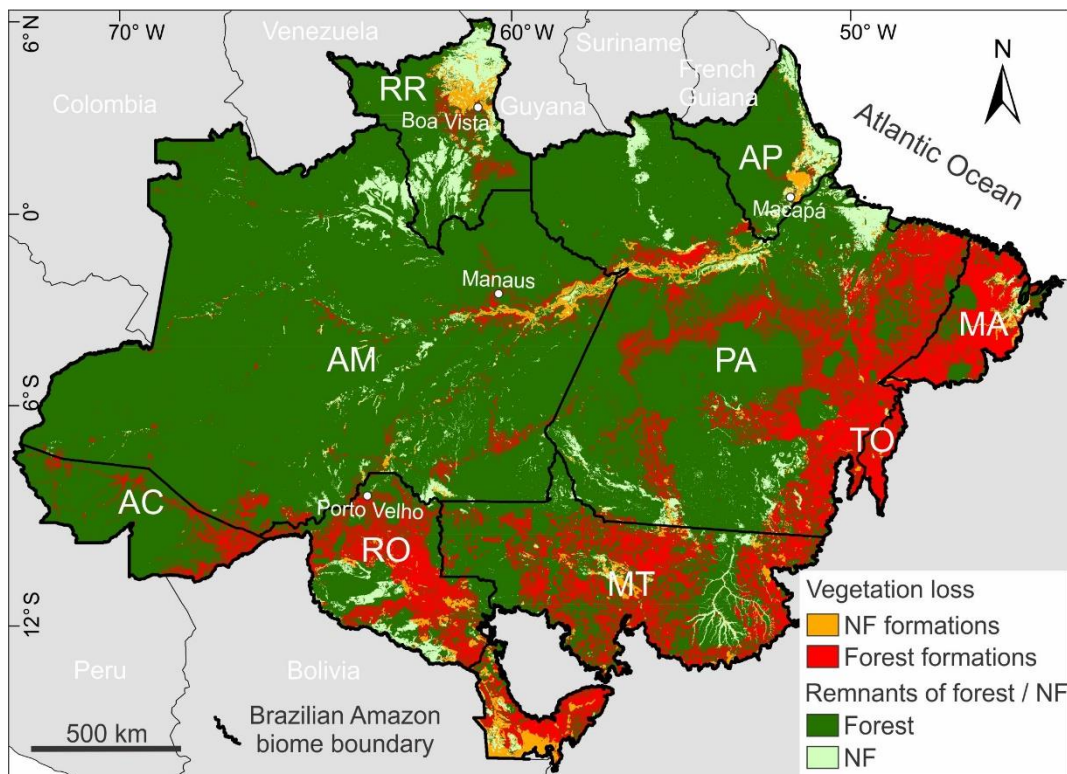 6° N
70° W
60° W
50° W
Venezuela
Suriname
French
Guiana
Guyana
Colombia
N
RR
Boa Vista
AP
Macapá
Atlantic Ocean
0°
Manaus
AM
PA
MA
6°S
TO
AC
Porto Velho
RO
MT
12°S
Peru
Bolivia
500 km
Brazilian Amazon
biome boundary
Vegetation loss
NF formations
Forest formations
Remnants of forest / NF
Forest
NF